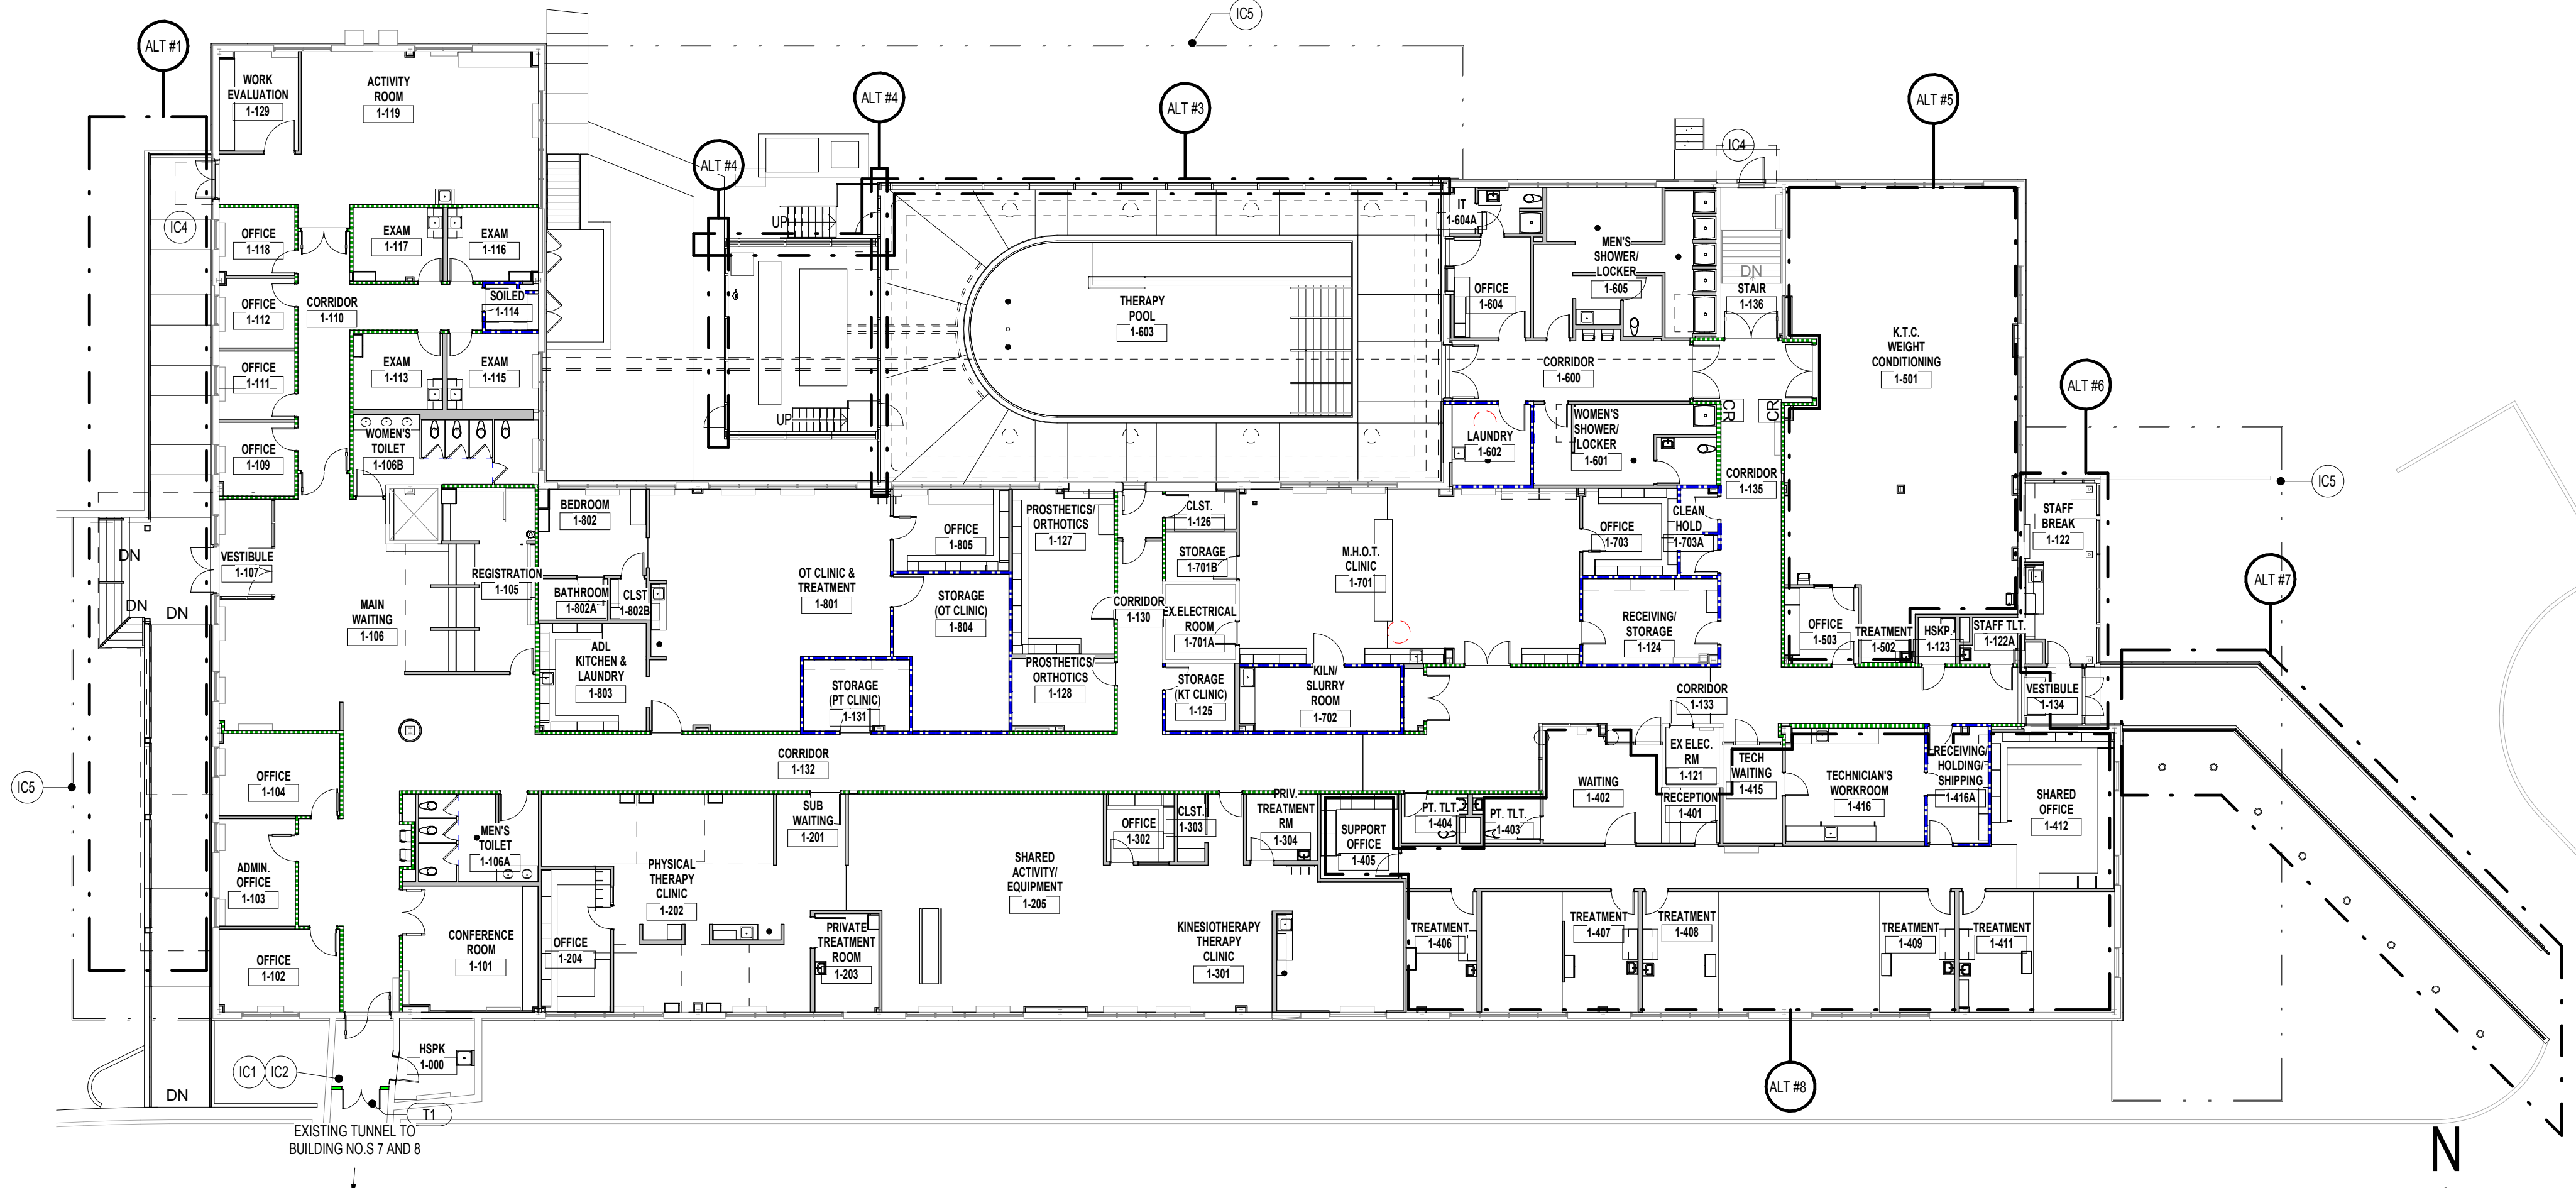 IC5
ALT #1
ALT #4
ALT #4
ALT #3
ALT #5
ALT #6
ALT #7
ALT #8
IC4
IC4
IC5
IC5
WORK
EVALUATION
1-129
ACTIVITY
ROOM
1-119
OFFICE
1-118
EXAM
1-117
EXAM
1-116
OFFICE
1-112
CORRIDOR
1-110
SOILED
1-114
OFFICE
1-111
EXAM
1-113
EXAM
1-115
OFFICE
1-109
WOMEN'S
TOILET
1-106B
UP
UP
THERAPY
POOL
1-603
IT
1-604A
OFFICE
1-604
MEN'S
SHOWER/
LOCKER
1-605
DN
STAIR
1-136
K.T.C.
WEIGHT
CONDITIONING
1-501
CORRIDOR
1-600
LAUNDRY
1-602
WOMEN'S
SHOWER/
LOCKER
1-601
CR
CR
CORRIDOR
1-135
DN
DN
DN
VESTIBULE
1-107
MAIN
WAITING
1-106
REGISTRATION
1-105
BEDROOM
1-802
BATHROOM
1-802A
CLST
1-802B
ADL
KITCHEN &
LAUNDRY
1-803
OT CLINIC &
TREATMENT
1-801
OFFICE
1-805
STORAGE
(OT CLINIC)
1-804
STORAGE
(PT CLINIC)
1-131
PROSTHETICS/
ORTHOTICS
1-127
PROSTHETICS/
ORTHOTICS
1-128
CORRIDOR
1-130
CLST.
1-126
STORAGE
1-701B
EX.ELECTRICAL
ROOM
1-701A
STORAGE
(KT CLINIC)
1-125
M.H.O.T.
CLINIC
1-701
KILN/
SLURRY
ROOM
1-702
OFFICE
1-703
CLEAN
HOLD
1-703A
RECEIVING/
STORAGE
1-124
OFFICE
1-503
TREATMENT
1-502
HSKP.
1-123
STAFF TLT.
1-122A
STAFF
BREAK
1-122
VESTIBULE
1-134
CORRIDOR
1-133
CORRIDOR
1-132
OFFICE
1-104
ADMIN.
OFFICE
1-103
OFFICE
1-102
MEN'S
TOILET
1-106A
CONFERENCE
ROOM
1-101
PHYSICAL
THERAPY
CLINIC
1-202
OFFICE
1-204
SUB
WAITING
1-201
PRIVATE
TREATMENT
ROOM
1-203
SHARED
ACTIVITY/
EQUIPMENT
1-205
OFFICE
1-302
CLST.
1-303
PRIV.
TREATMENT
RM
1-304
KINESIOTHERAPY
THERAPY
CLINIC
1-301
SUPPORT
OFFICE
1-405
PT. TLT.
1-404
PT. TLT.
1-403
WAITING
1-402
EX ELEC.
RM
1-121
RECEPTION
1-401
TECH
WAITING
1-415
TECHNICIAN'S
WORKROOM
1-416
RECEIVING/
HOLDING/
SHIPPING
1-416A
SHARED
OFFICE
1-412
TREATMENT
1-406
TREATMENT
1-407
TREATMENT
1-408
TREATMENT
1-409
TREATMENT
1-411
HSPK
1-000
IC1
IC2
DN
T1
EXISTING TUNNEL TO
BUILDING NO.S 7 AND 8
N